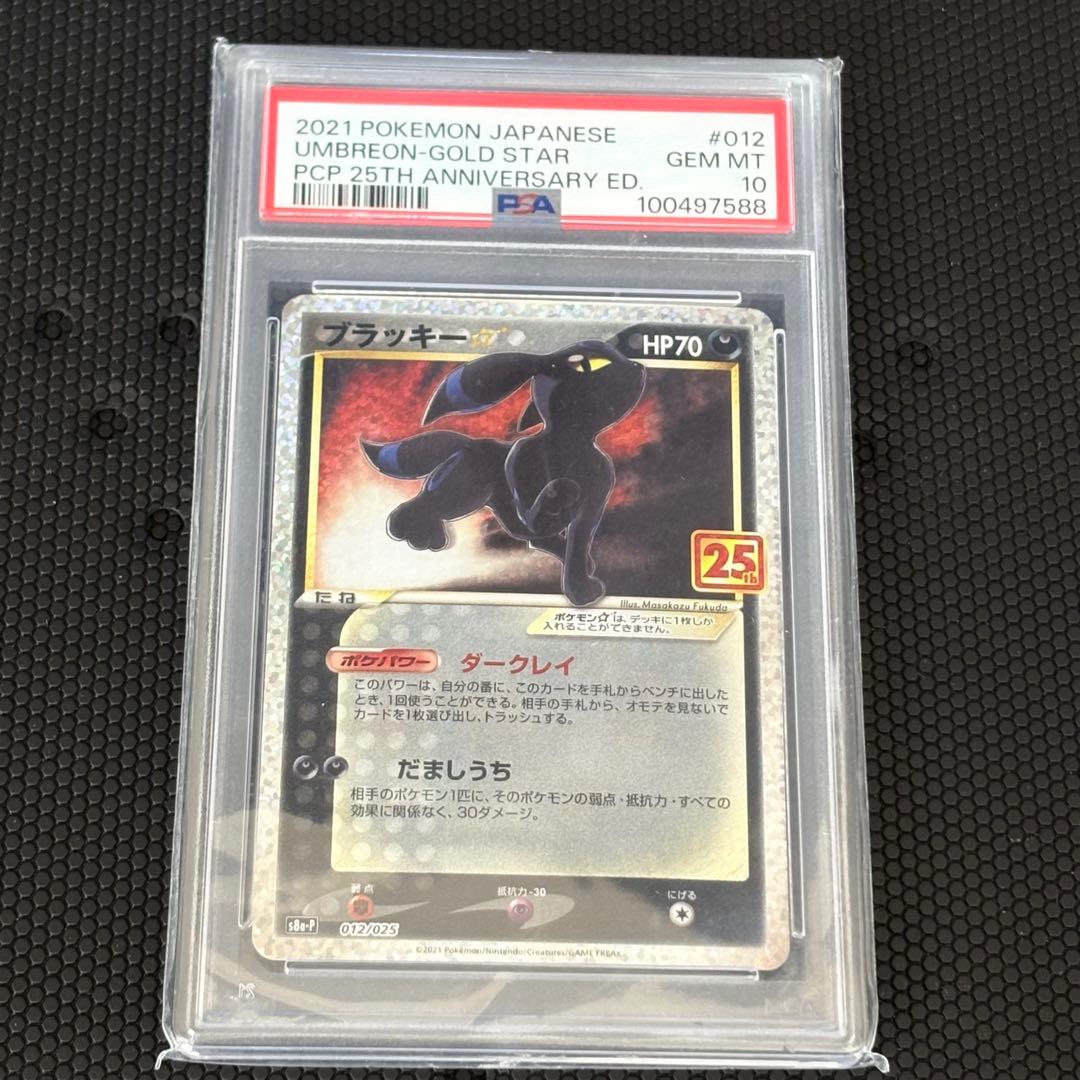 2021 POKEMON JAPANESE #012
UMBREON-GOLD STAR GEM MT
PCP 25TH ANNIVERSARY ED. 10
PSA 100497588
ブラッキー☆ HP70
25th
たね
Illus. Masakazu Fukuda
ポケモン☆は、デッキに1枚しか
入れることができません。
ポケパワー ダークレイ
このパワーは、自分の番に、このカードを手札からベンチに出した
とき、1回使うことができる。相手の手札から、オモテを見ないで
カードを1枚選び出し、トラッシュする。
だましうち
相手のポケモン1匹に、そのポケモンの弱点・抵抗力・すべての
効果に関係なく、30ダメージ。
弱点 抵抗力-30 にげる
s8a-P 012/025
©2021 Pokémon/Nintendo/Creatures/GAME FREAK